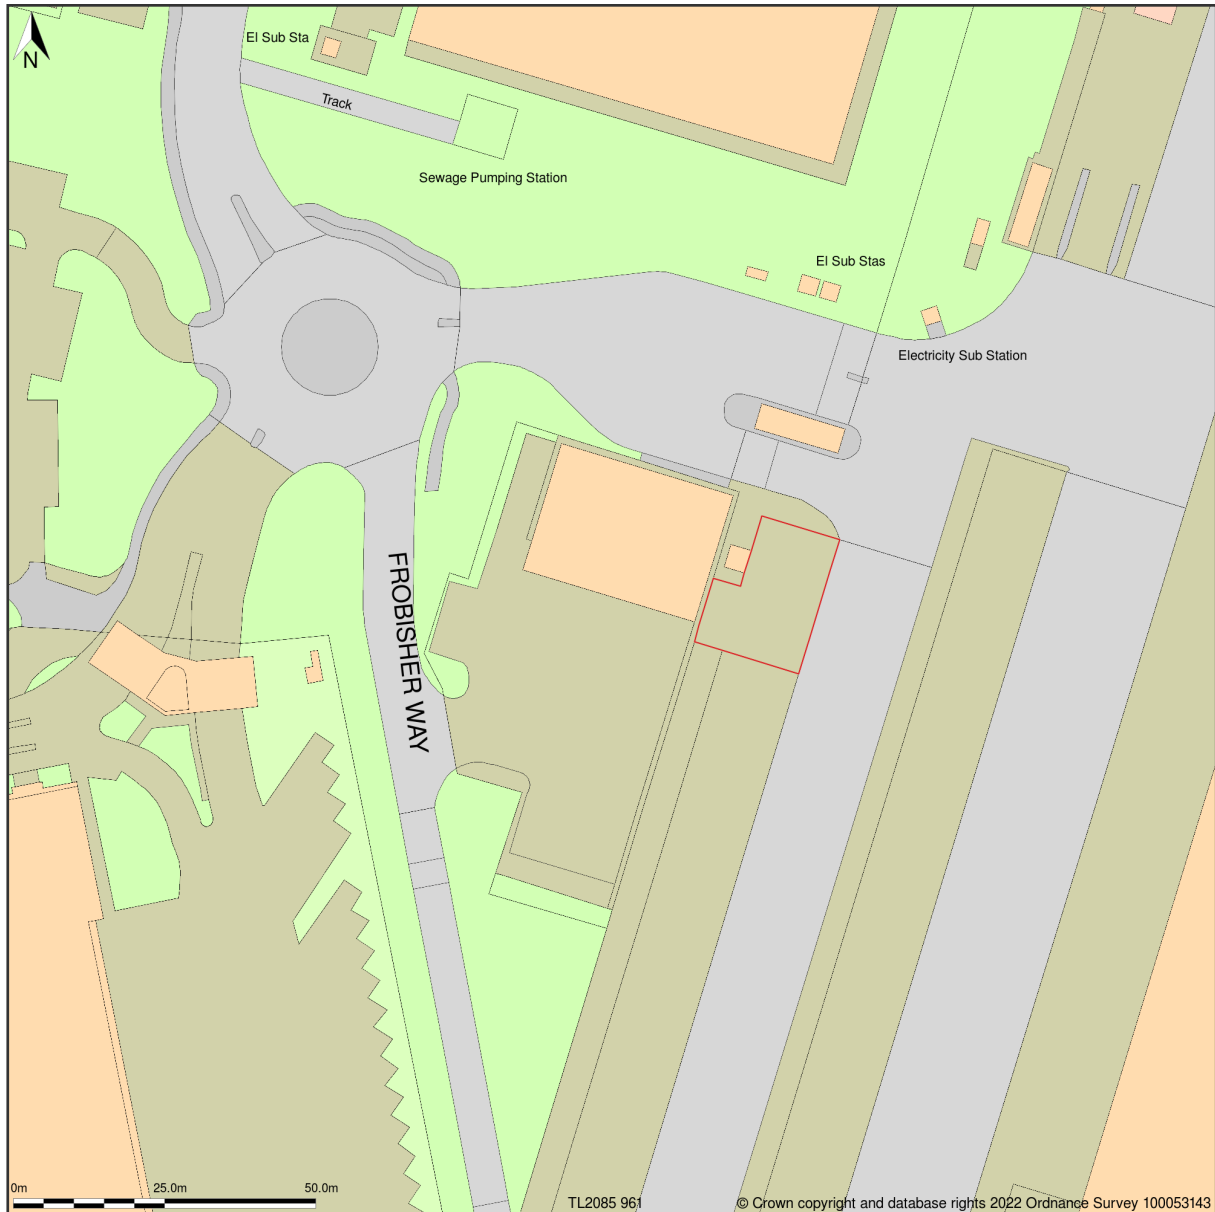 N
El Sub Sta
Track
Sewage Pumping Station
El Sub Stas
Electricity Sub Station
FROBISHER WAY
0m 25.0m 50.0m
TL2085 961
© Crown copyright and database rights 2022 Ordnance Survey 100053143